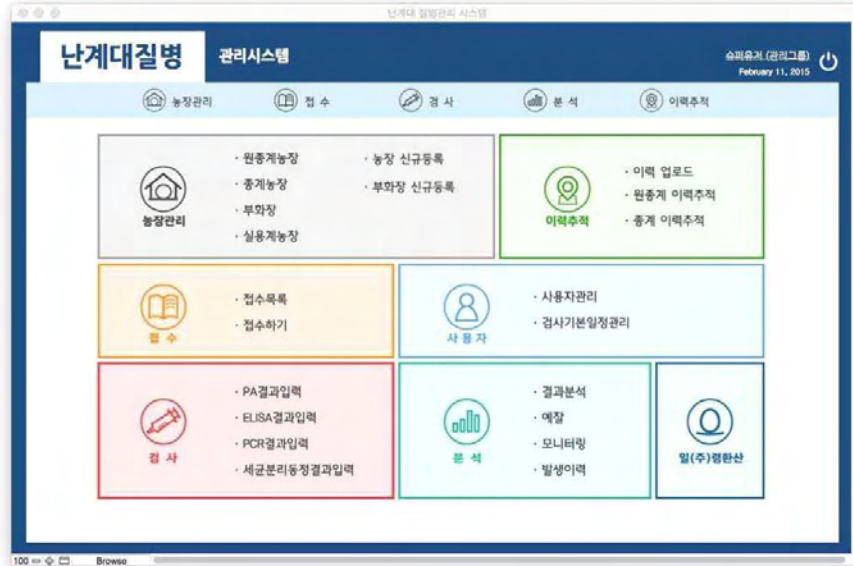 난계대 질병관리 시스템
난계대질병 관리시스템
슈퍼유저 (관리그룹)
February 11, 2015
농장관리 접 수 검 사 분 석 이력추적
· 원종계농장 · 농장 신규등록
· 종계농장 · 부화장 신규등록
· 부화장
· 실용계농장
농장관리
· 이력 업로드
· 원종계 이력추적
· 종계 이력추적
이력추적
· 접수목록
· 접수하기
접 수
· 사용자관리
· 검사기본일정관리
사 용 자
· PA결과입력
· ELISA결과입력
· PCR결과입력
· 세균분리동정결과입력
검 사
· 결과분석
· 예찰
· 모니터링
· 발생이력
분 석
일(주)령환산
100 Browse